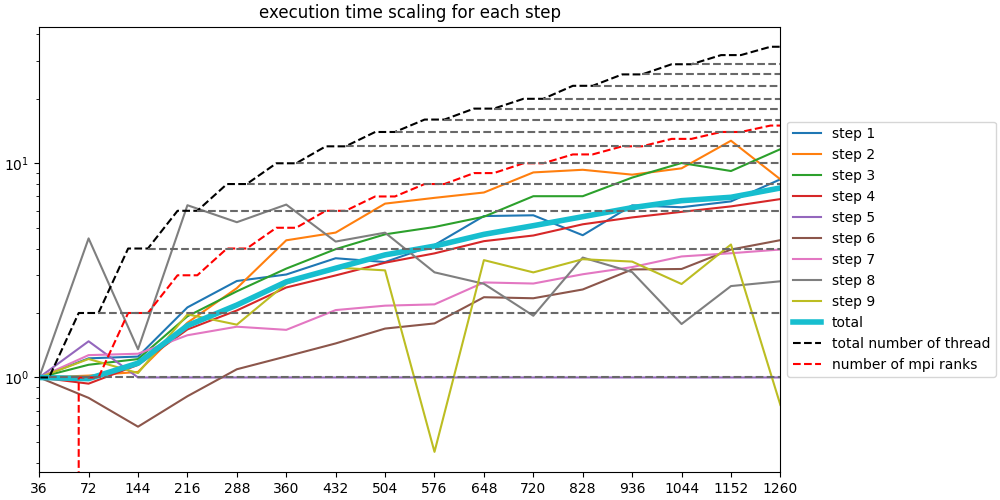 execution time scaling for each step
10¹
10⁰
36 72 144 216 288 360 432 504 576 648 720 828 936 1044 1152 1260
step 1
step 2
step 3
step 4
step 5
step 6
step 7
step 8
step 9
total
total number of thread
number of mpi ranks